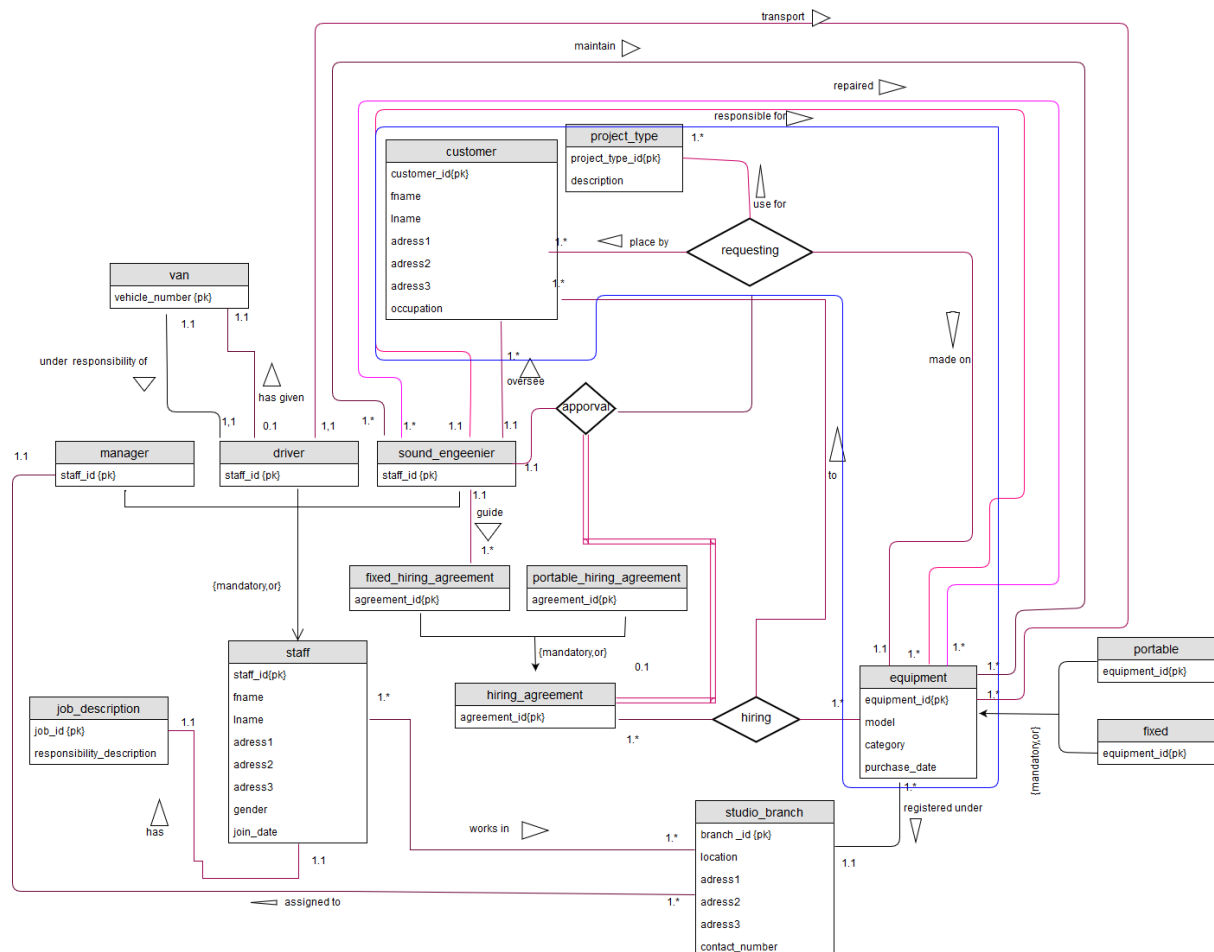 transport
maintain
repaired
responsible for
project_type
1.*
project_type_id{pk}
description
customer
customer_id{pk}
fname
lname
adress1
adress2
adress3
occupation
use for
1.*
place by
requesting
1.*
van
vehicle_number {pk}
1.1
1.1
under responsibility of
has given
made on
1.*
oversee
apporval
1,1
0.1
1,1
1.*
1.*
1.1
1.1
1.1
manager
staff_id {pk}
driver
staff_id {pk}
sound_engeenier
staff_id {pk}
1.1
to
1.1
guide
1.*
fixed_hiring_agreement
agreement_id{pk}
portable_hiring_agreement
agreement_id{pk}
{mandatory,or}
{mandatory,or}
0.1
1.1
1.*
1.*
1.*
1.*
staff
staff_id{pk}
fname
lname
adress1
adress2
adress3
gender
join_date
1.*
job_description
job_id {pk}
responsibility_description
1.1
hiring_agreement
agreement_id{pk}
1.*
hiring
1.*
equipment
equipment_id{pk}
model
category
purchase_date
portable
equipment_id{pk}
fixed
equipment_id{pk}
{mandatory,or}
1.*
registered under
has
1.1
works in
1.*
studio_branch
branch _id {pk}
location
adress1
adress2
adress3
contact_number
1.1
assigned to
1.*